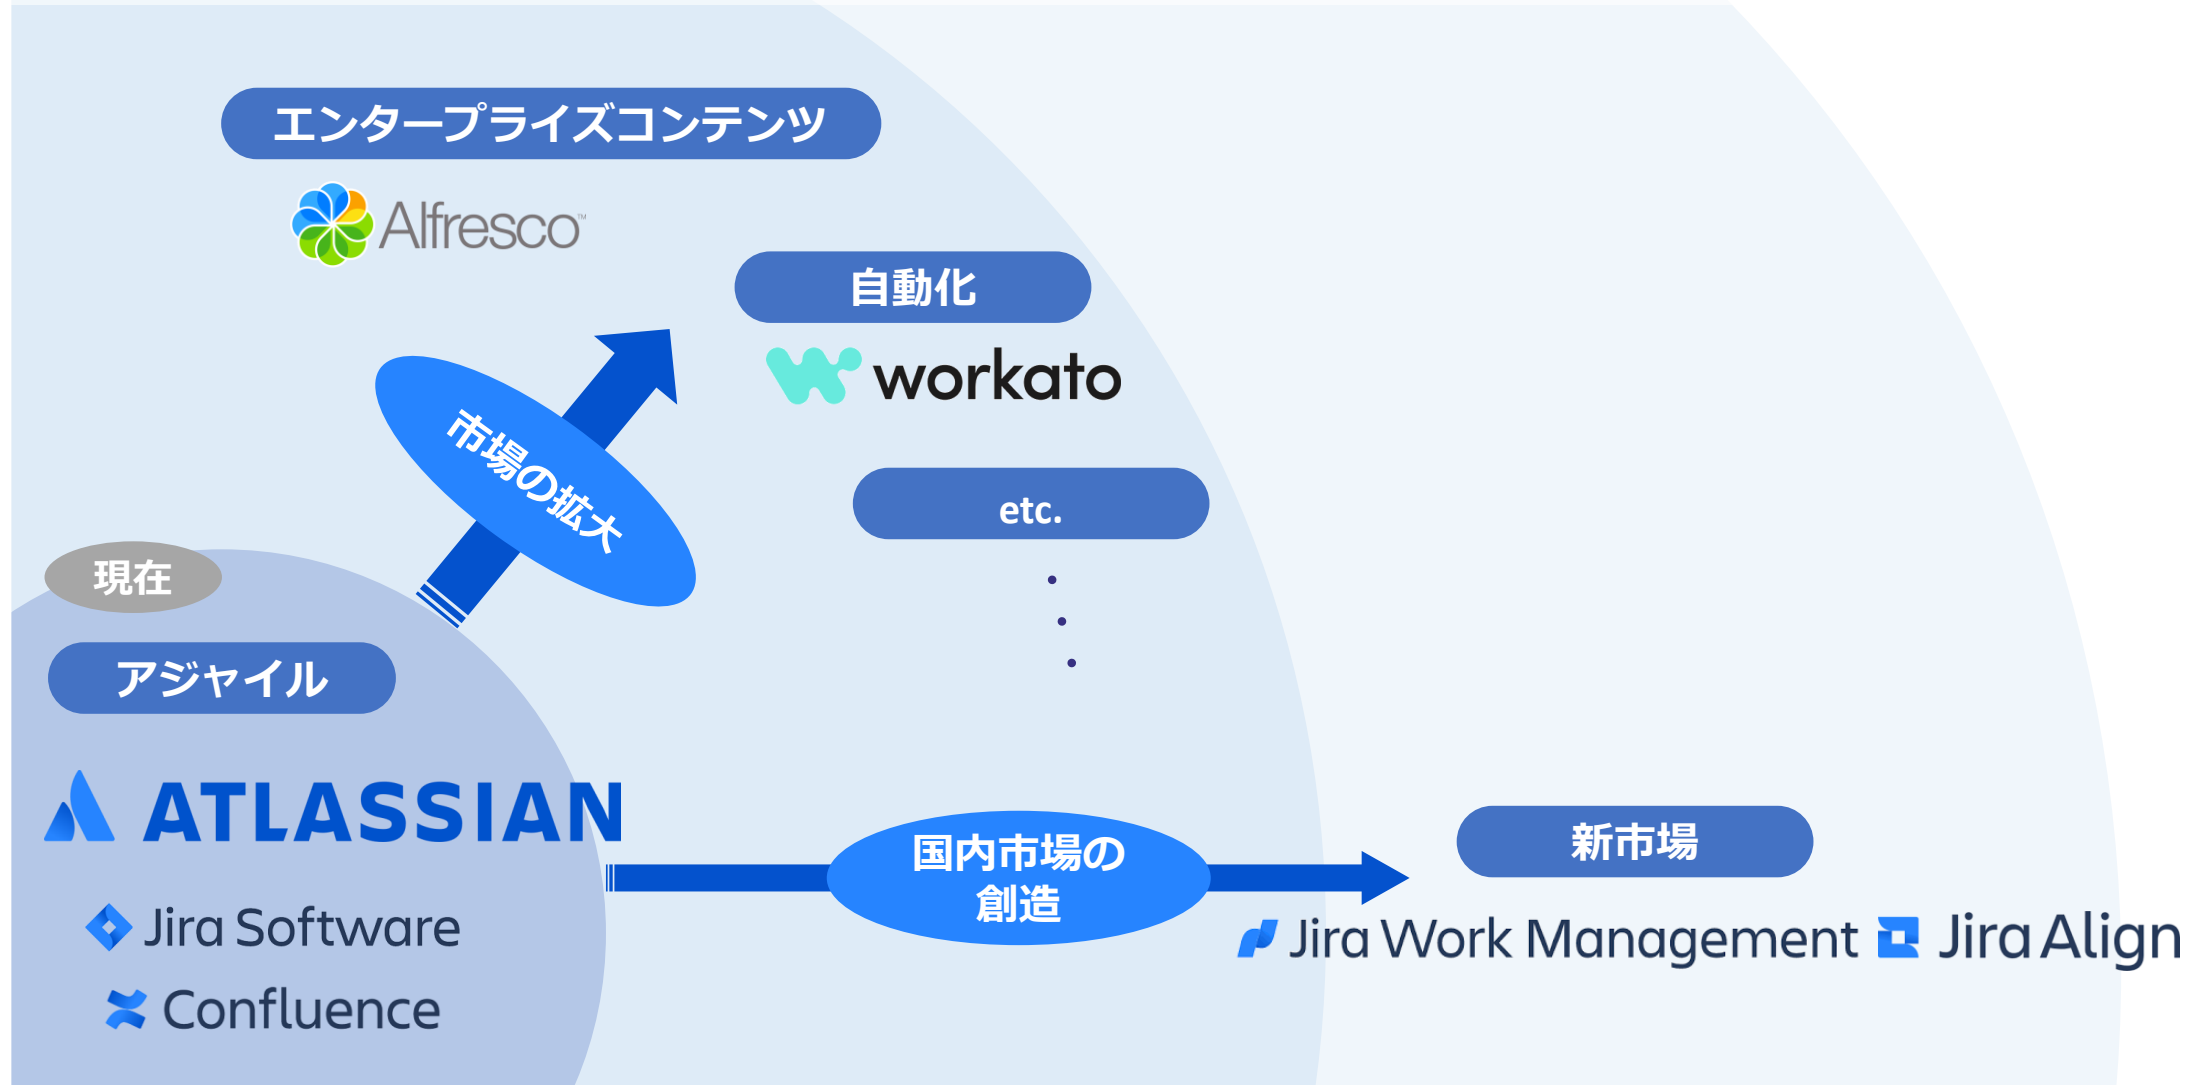 エンタープライズコンテンツ
Alfresco™
自動化
workato
市場の拡大
etc.
現在
アジャイル
ATLASSIAN
Jira Software
Confluence
国内市場の
創造
新市場
Jira Work Management
Jira Align